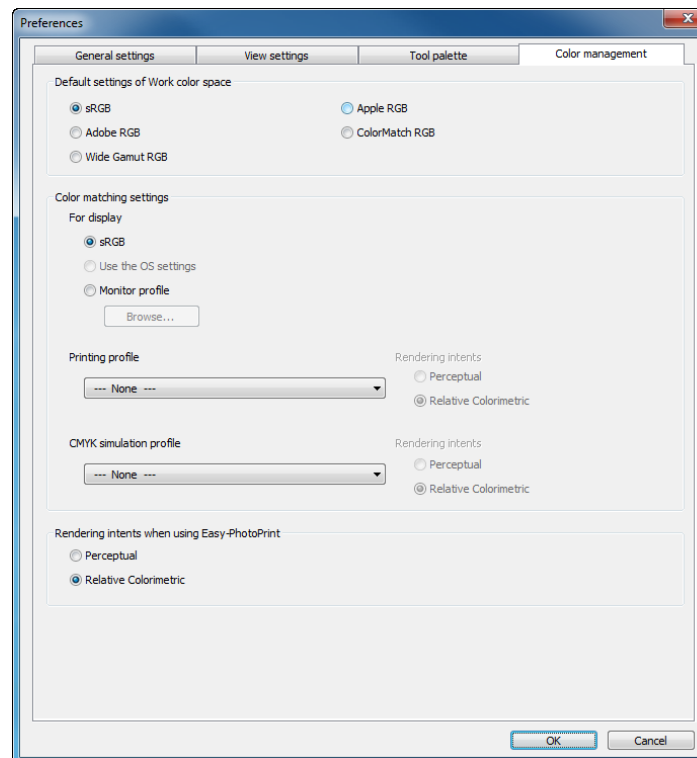 Preferences
General settings View settings Tool palette Color management
Default settings of Work color space
sRGB Apple RGB
Adobe RGB ColorMatch RGB
Wide Gamut RGB
Color matching settings
For display
sRGB
Use the OS settings
Monitor profile
Browse...
Printing profile Rendering intents
Perceptual
--- None ---
Relative Colorimetric
CMYK simulation profile Rendering intents
Perceptual
--- None ---
Relative Colorimetric
Rendering intents when using Easy-PhotoPrint
Perceptual
Relative Colorimetric
OK Cancel